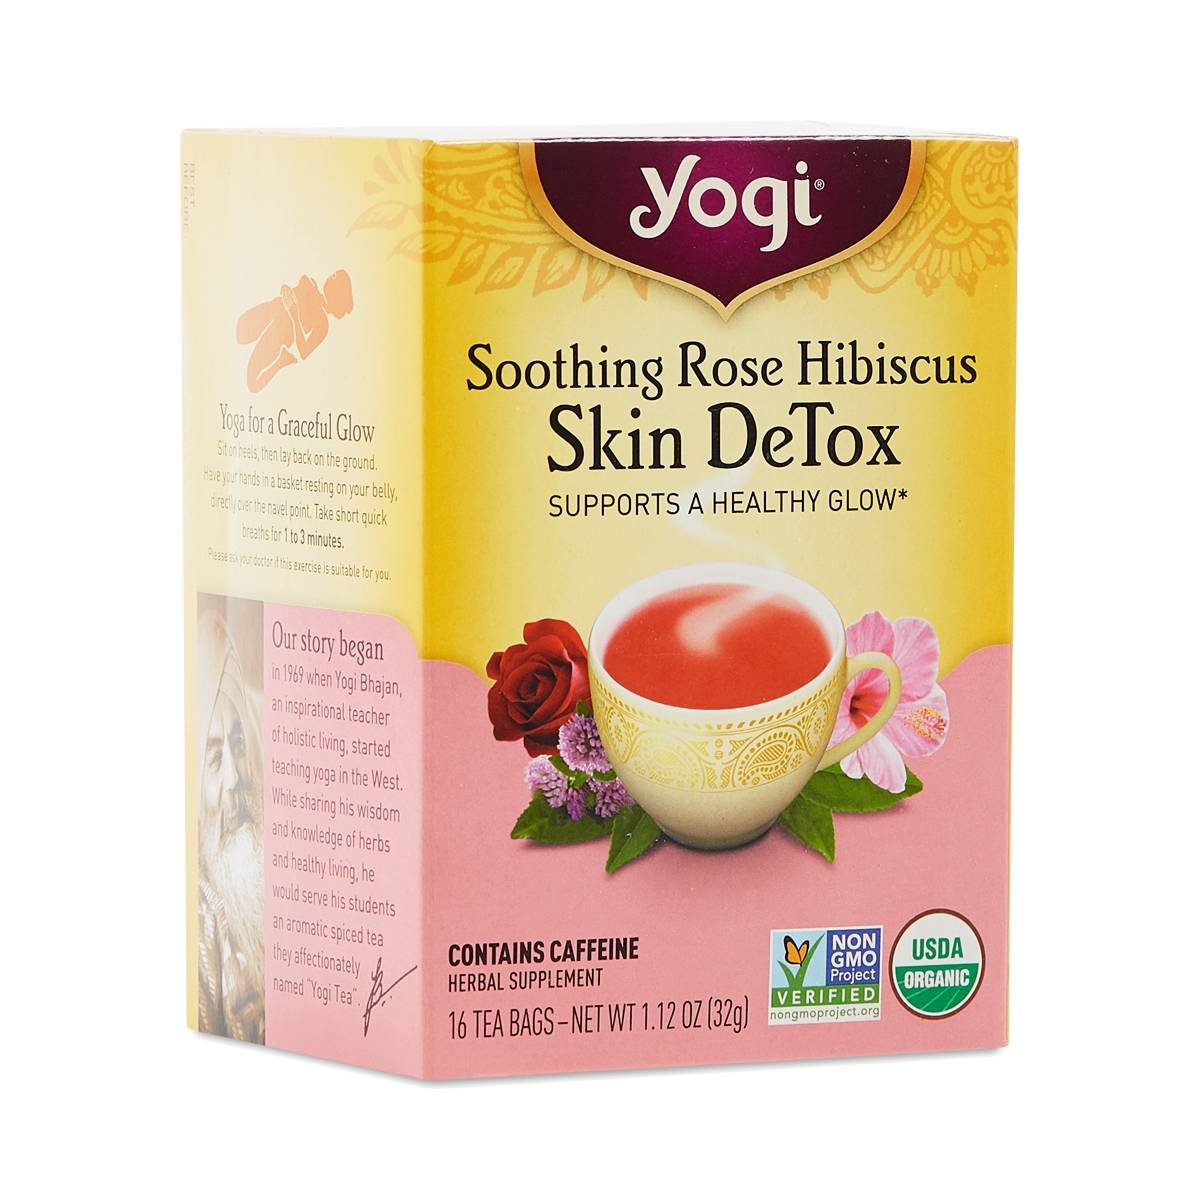 yogi®
Soothing Rose Hibiscus
Skin DeTox
SUPPORTS A HEALTHY GLOW*
CONTAINS CAFFEINE
HERBAL SUPPLEMENT
16 TEA BAGS–NET WT 1.12 OZ (32g)
NON
GMO
Project
VERIFIED
nongmoproject.org
USDA
ORGANIC
BEST
BEFORE:
Yoga for a Graceful Glow
Sit on heels, then lay back on the ground.
Have your hands in a basket resting on your belly,
directly over the navel point. Take short quick
breaths for 1 to 3 minutes.
Please ask your doctor if this exercise is suitable for you.
Our story began
in 1969 when Yogi Bhajan,
an inspirational teacher
of holistic living, started
teaching yoga in the West.
While sharing his wisdom
and knowledge of herbs
and healthy living, he
would serve his students
an aromatic spiced tea
they affectionately
named "Yogi Tea".